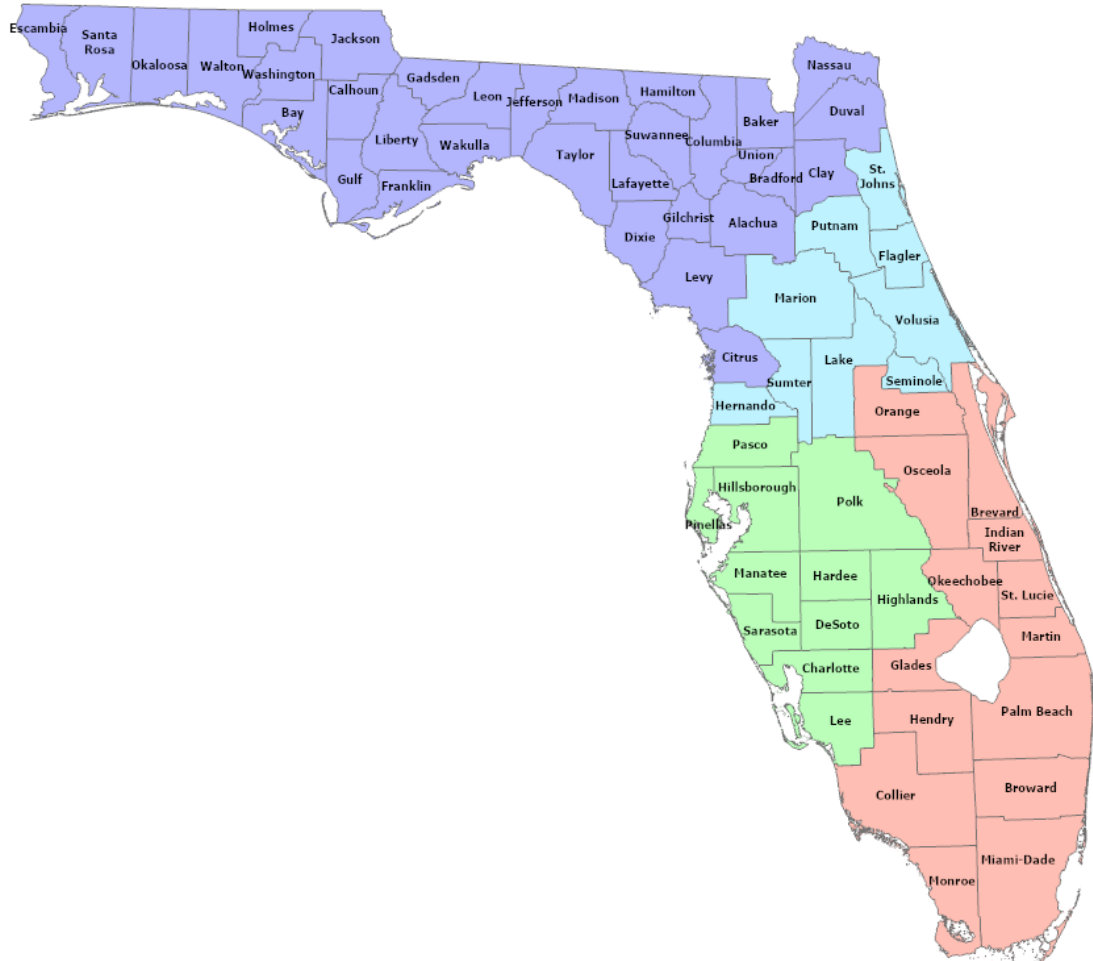 Escambia
Santa
Rosa
Okaloosa
Walton
Holmes
Washington
Jackson
Bay
Calhoun
Gulf
Liberty
Gadsden
Franklin
Leon
Wakulla
Jefferson
Madison
Taylor
Hamilton
Suwannee
Lafayette
Dixie
Columbia
Gilchrist
Levy
Baker
Union
Bradford
Alachua
Nassau
Duval
Clay
St.
Johns
Putnam
Flagler
Marion
Volusia
Citrus
Lake
Sumter
Seminole
Hernando
Orange
Pasco
Osceola
Hillsborough
Polk
Pinellas
Brevard
Indian
River
Manatee
Hardee
Highlands
Okeechobee
St. Lucie
Sarasota
DeSoto
Martin
Charlotte
Glades
Lee
Hendry
Palm Beach
Collier
Broward
Miami-Dade
Monroe